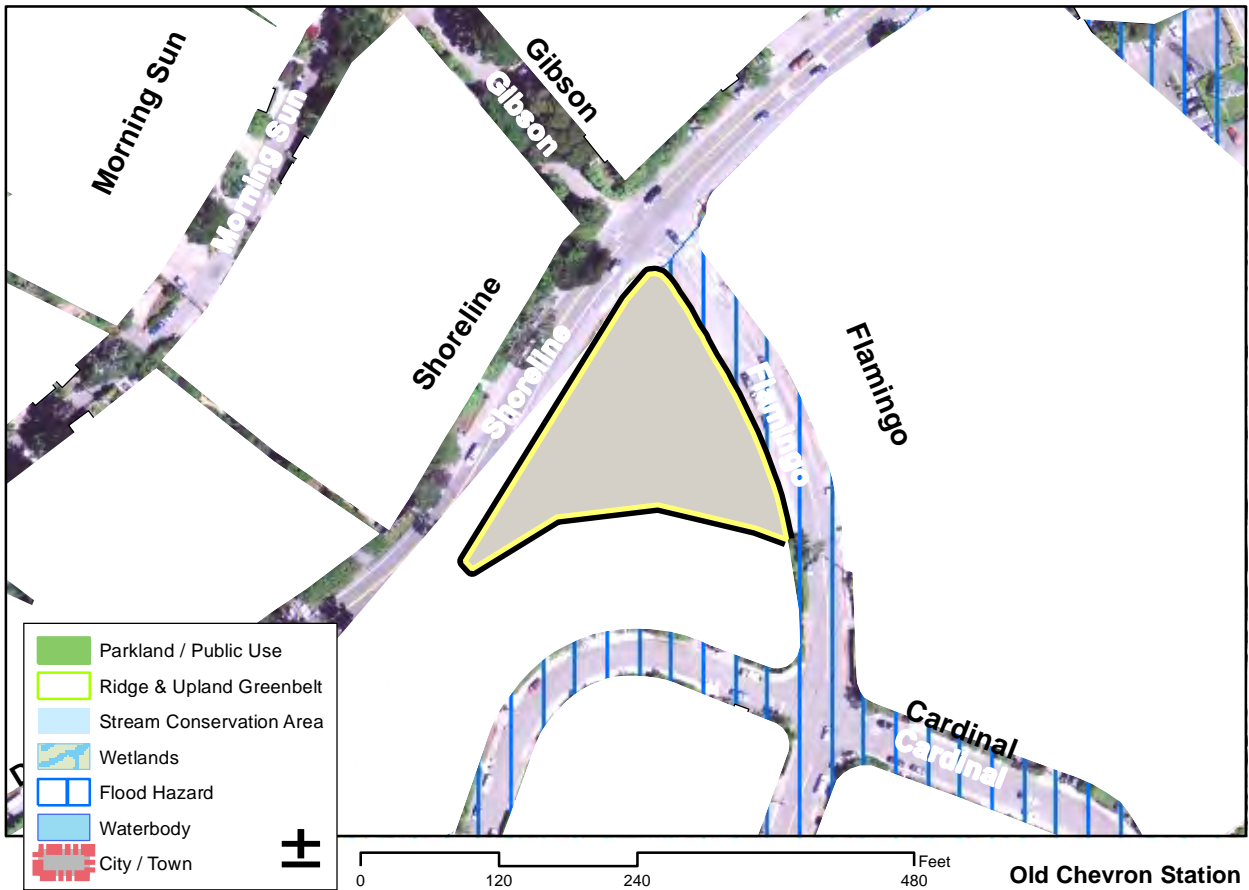 Morning Sun
Morning Sun
Gibson
Gibson
Shoreline
Shoreline
Flamingo
Flamingo
Cardinal
Cardinal
Parkland / Public Use
Ridge & Upland Greenbelt
Stream Conservation Area
Wetlands
Flood Hazard
Waterbody
City / Town
±
0 120 240 480
Feet
Old Chevron Station